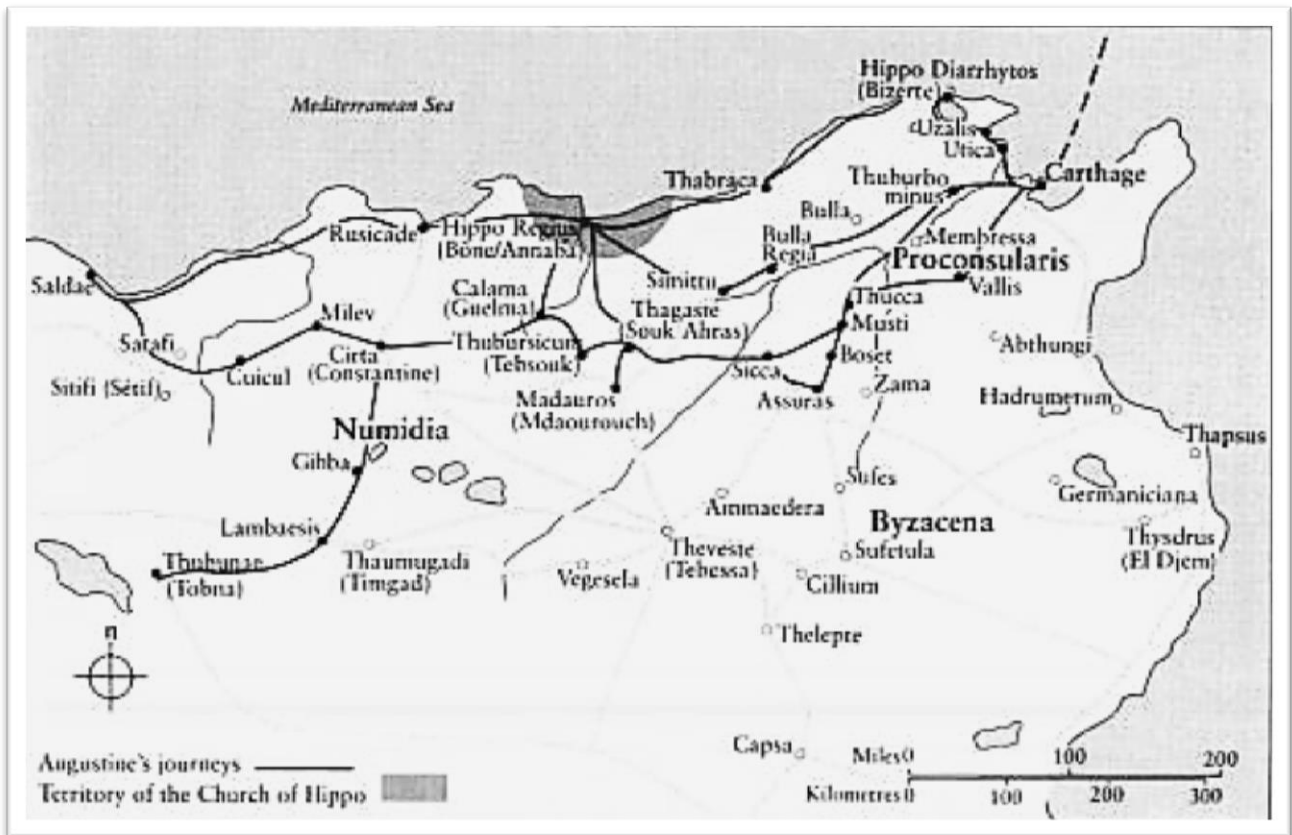 Mediterranean Sea
Hippo Diarrhytos
(Bizerte)
Uzalis
Utica
Carthage
Thabraca
Thuburbo
minus
Bulla
Rusicade
Hippo Regius
(Bone/Annaba)
Bulla
Regia
Membressa
Proconsularis
Saldae
Simittu
Vallis
Calama
(Guelma)
Thagaste
(Souk Ahras)
Thucca
Milev
Musti
Satafi
Cirta
(Constantine)
Thubursicum
(Tebsouk)
Abthungi
Cuicul
Sicca
Boset
Sitifi (Sétif)
Zama
Madauros
(Mdaourouch)
Assuras
Hadrumetum
Numidia
Thapsus
Gibba
Sufes
Germaniciana
Ammaedera
Byzacena
Lambaesis
Thysdrus
(El Djem)
Thubunae
(Tobna)
Thaumugadi
(Timgad)
Theveste
(Tebessa)
Sufetula
Vegesela
Cillium
n
Thelepte
Capsa
Miles 0 100 200
Kilometres 0 100 200 300
Augustine's journeys
Territory of the Church of Hippo